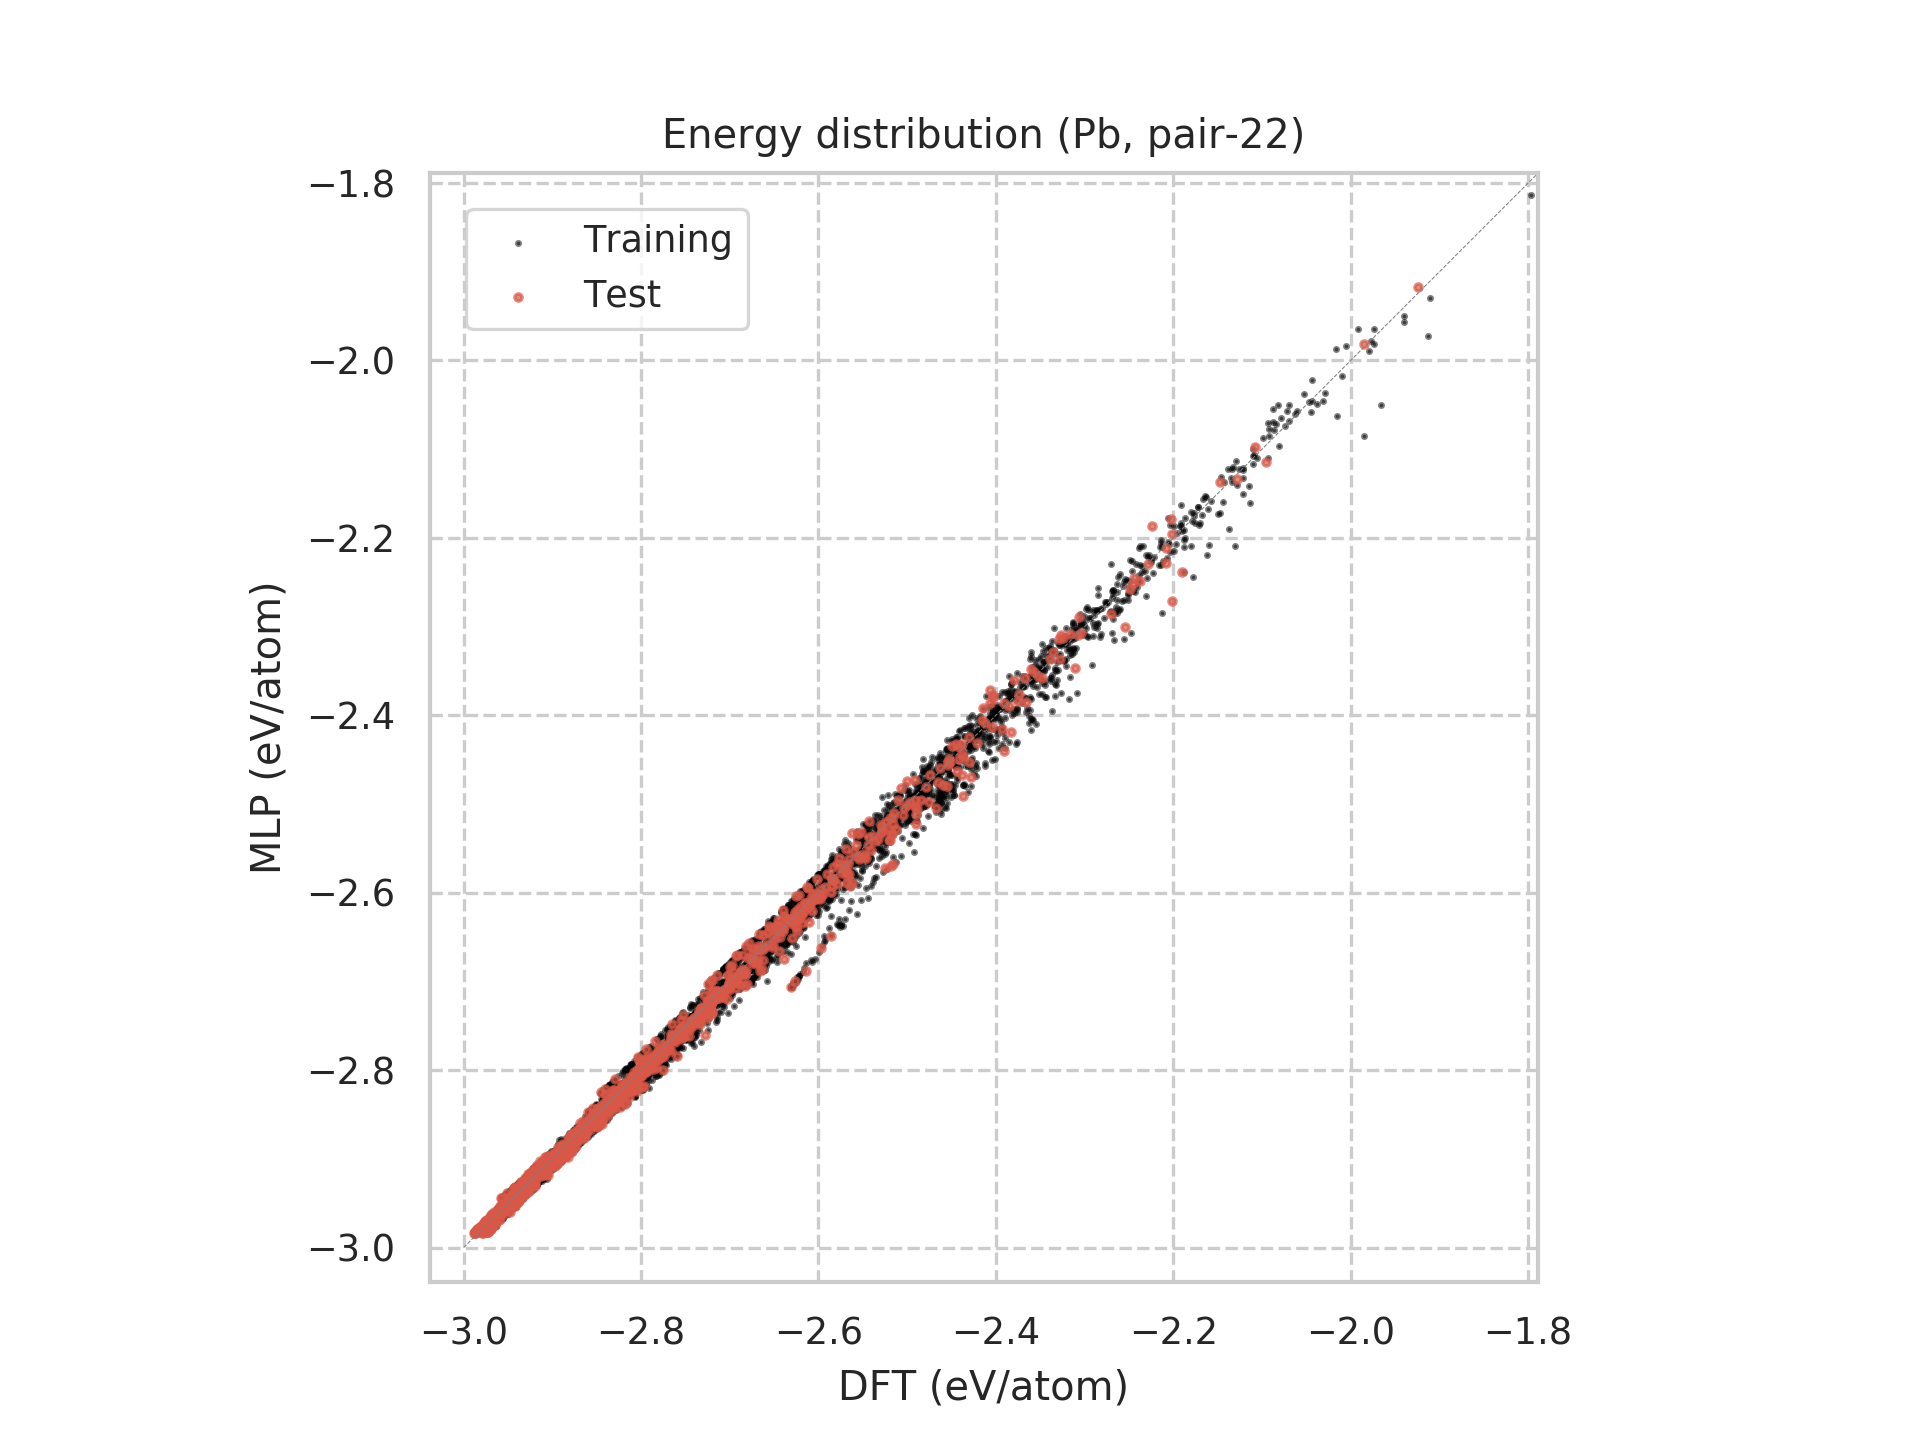 Energy distribution (Pb, pair-22)
−1.8
−2.0
−2.2
−2.4
−2.6
−2.8
−3.0
MLP (eV/atom)
Training
Test
−3.0 −2.8 −2.6 −2.4 −2.2 −2.0 −1.8
DFT (eV/atom)